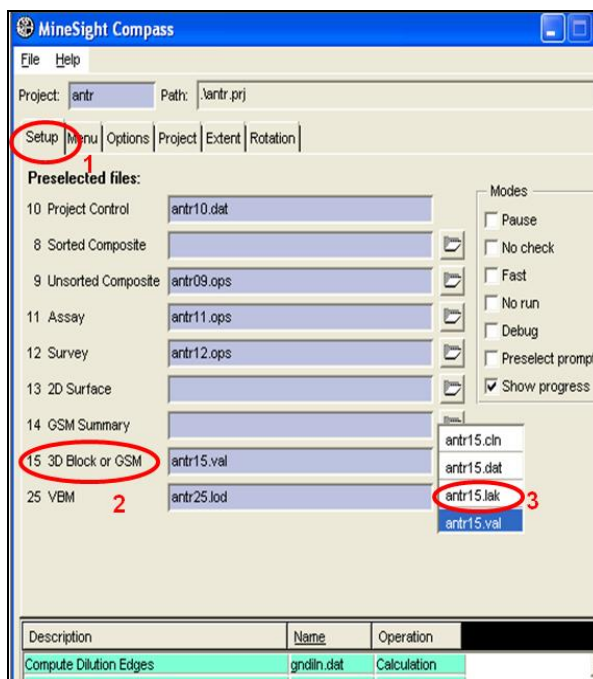 MineSight Compass
File Help
Project: antr Path: .\antr.prj
Setup Menu Options Project Extent Rotation
1
Preselected files:
Modes
10 Project Control antr10.dat
Pause
8 Sorted Composite
No check
9 Unsorted Composite antr09.ops
Fast
No run
11 Assay antr11.ops
Debug
12 Survey antr12.ops
Preselect prompt
13 2D Surface
Show progress
14 GSM Summary
antr15.cln
15 3D Block or GSM antr15.val
antr15.dat
25 VBM antr25.lod
antr15.lak
2
3
antr15.val
Description Name Operation
Compute Dilution Edges gndiln.dat Calculation